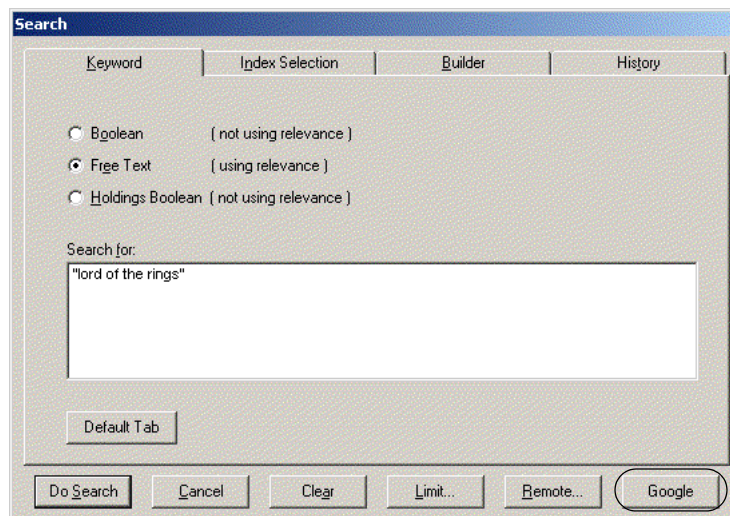 Search
Keyword Index Selection Builder History
Boolean ( not using relevance )
Free Text ( using relevance )
Holdings Boolean ( not using relevance )
Search for:
"lord of the rings"
Default Tab
Do Search Cancel Clear Limit... Remote... Google